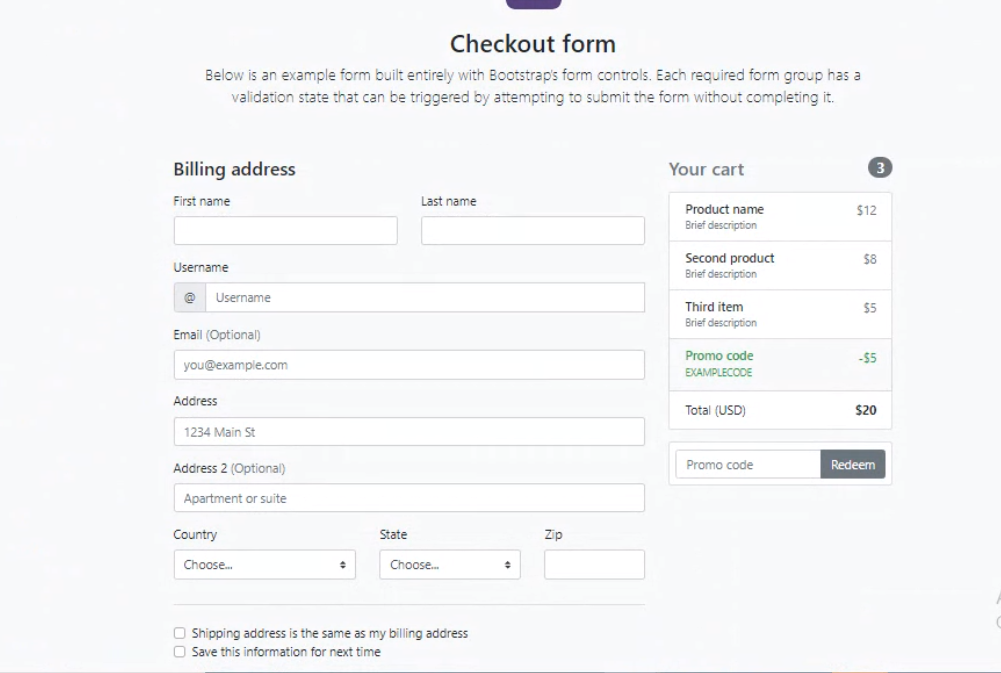 Checkout form
Below is an example form built entirely with Bootstrap's form controls. Each required form group has a
validation state that can be triggered by attempting to submit the form without completing it.
Billing address
First name Last name
Username
@ Username
Email (Optional)
you@example.com
Address
1234 Main St
Address 2 (Optional)
Apartment or suite
Country State Zip
Choose... Choose...
Shipping address is the same as my billing address
Save this information for next time
Your cart 3
Product name $12
Brief description
Second product $8
Brief description
Third item $5
Brief description
Promo code -$5
EXAMPLECODE
Total (USD) $20
Promo code Redeem